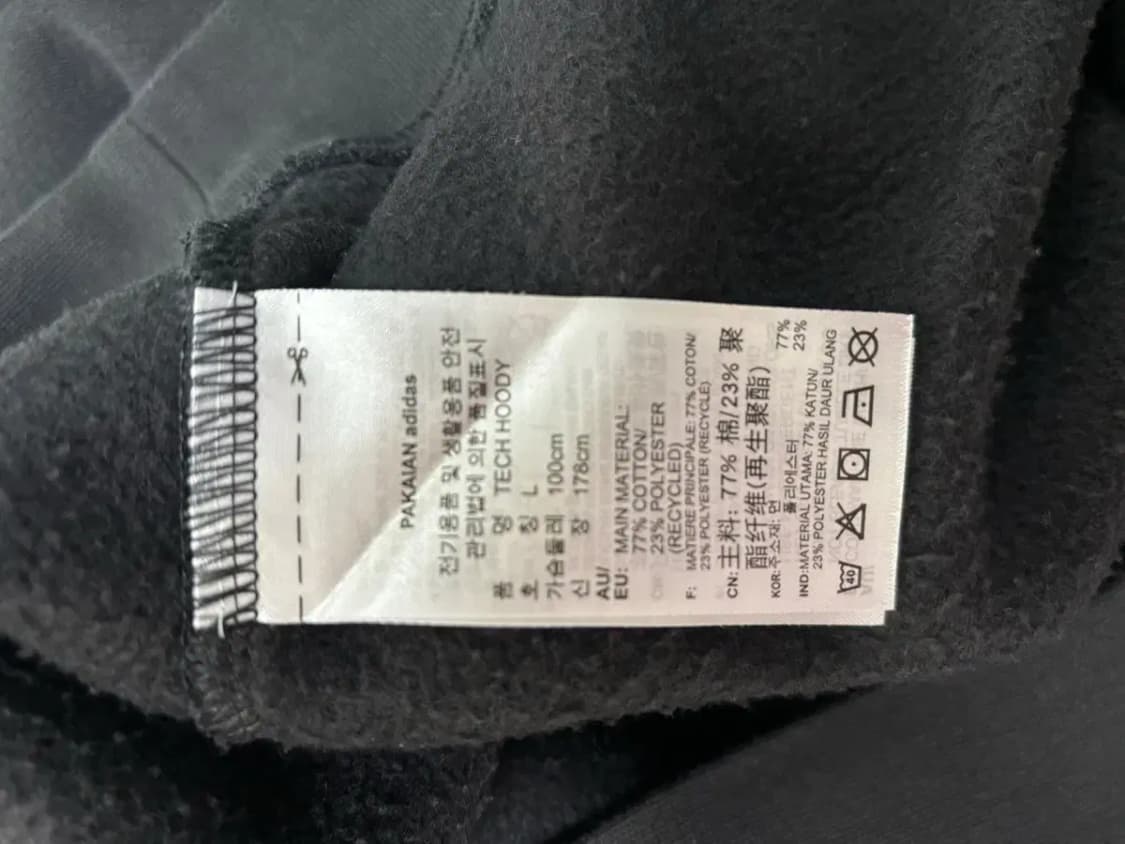 PAKAIAN adidas
전기용품 및 생활용품 안전
관리법에 의한 품질표시
품 명 TECH HOODY
호 칭 L
가슴둘레 100cm
신 장 178cm
AU/
EU: MAIN MATERIAL:
77% COTTON/
23% POLYESTER
(RECYCLED)
F: MATIERE PRINCIPALE: 77% COTON/
23% POLYESTER (RECYCLE)
CN: 主料: 77% 棉/23% 聚
酯纤维(再生聚酯)
KOR: 주소재: 면 77%
폴리에스터 23%
IND:MATERIAL UTAMA: 77% KATUN/
23% POLYESTER HASIL DAUR ULANG
40